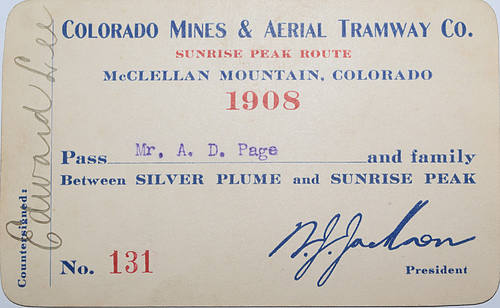 COLORADO MINES & AERIAL TRAMWAY CO.
SUNRISE PEAK ROUTE
MCCLELLAN MOUNTAIN, COLORADO
1908
Pass Mr. A. D. Page and family
Between SILVER PLUME and SUNRISE PEAK
No. 131
President
Countersigned:
Edward Lee